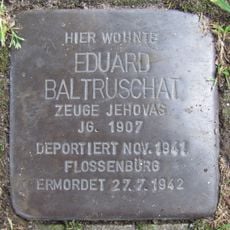 HIER WOHNTE
EDUARD
BALTRUSCHAT
ZEUGE JEHOVAS
JG. 1907
DEPORTIERT NOV. 1941
FLOSSENBÜRG
ERMORDET 27.7.1942